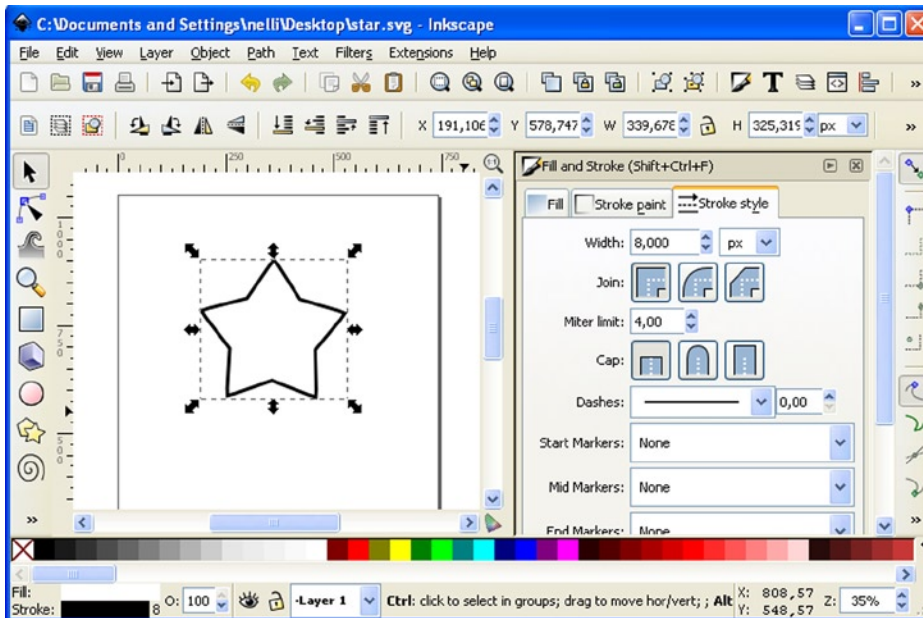 C:\Documents and Settings\nelli\Desktop\star.svg - Inkscape
File Edit View Layer Object Path Text Filters Extensions Help
X 191,106 Y 578,747 W 339,678 H 325,319 px
Fill and Stroke (Shift+Ctrl+F)
Fill Stroke paint Stroke style
Width: 8,000 px
Join:
Miter limit: 4,00
Cap:
Dashes: 0,00
Start Markers: None
Mid Markers: None
End Markers: None
0 250 500 750
1000
750
500
Fill:
Stroke: 8 O: 100 -Layer 1 Ctrl: click to select in groups; drag to move hor/vert; ; Alt X: 808,57 Z: 35%
Y: 548,57